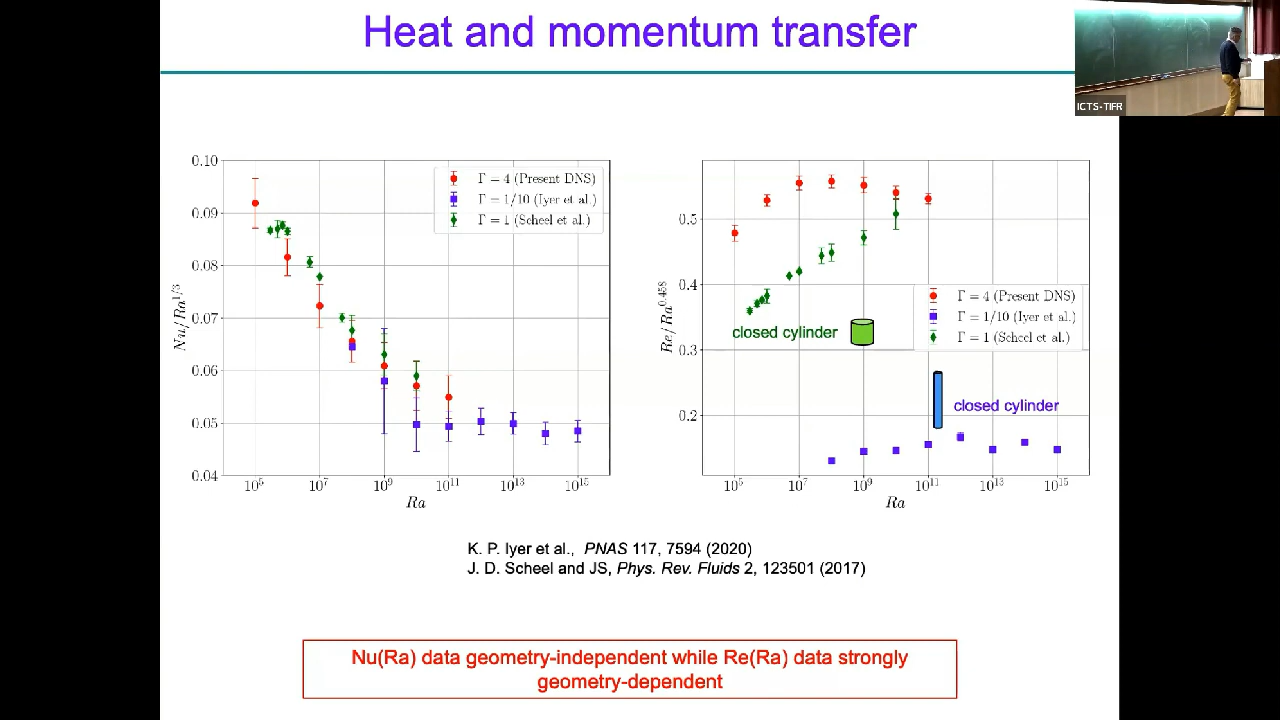 Heat and momentum transfer
ICTS-TIFR
0.10
0.09
0.08
0.07
0.06
0.05
0.04
Nu/Ra^{1/3}
Γ = 4 (Present DNS)
Γ = 1/10 (Iyer et al.)
Γ = 1 (Scheel et al.)
10^5 10^7 10^9 10^11 10^13 10^15
Ra
0.5
0.4
0.3
0.2
Re/Ra^{0.458}
Γ = 4 (Present DNS)
Γ = 1/10 (Iyer et al.)
Γ = 1 (Scheel et al.)
closed cylinder
closed cylinder
10^5 10^7 10^9 10^11 10^13 10^15
Ra
K. P. Iyer et al., PNAS 117, 7594 (2020)
J. D. Scheel and JS, Phys. Rev. Fluids 2, 123501 (2017)
Nu(Ra) data geometry-independent while Re(Ra) data strongly
geometry-dependent